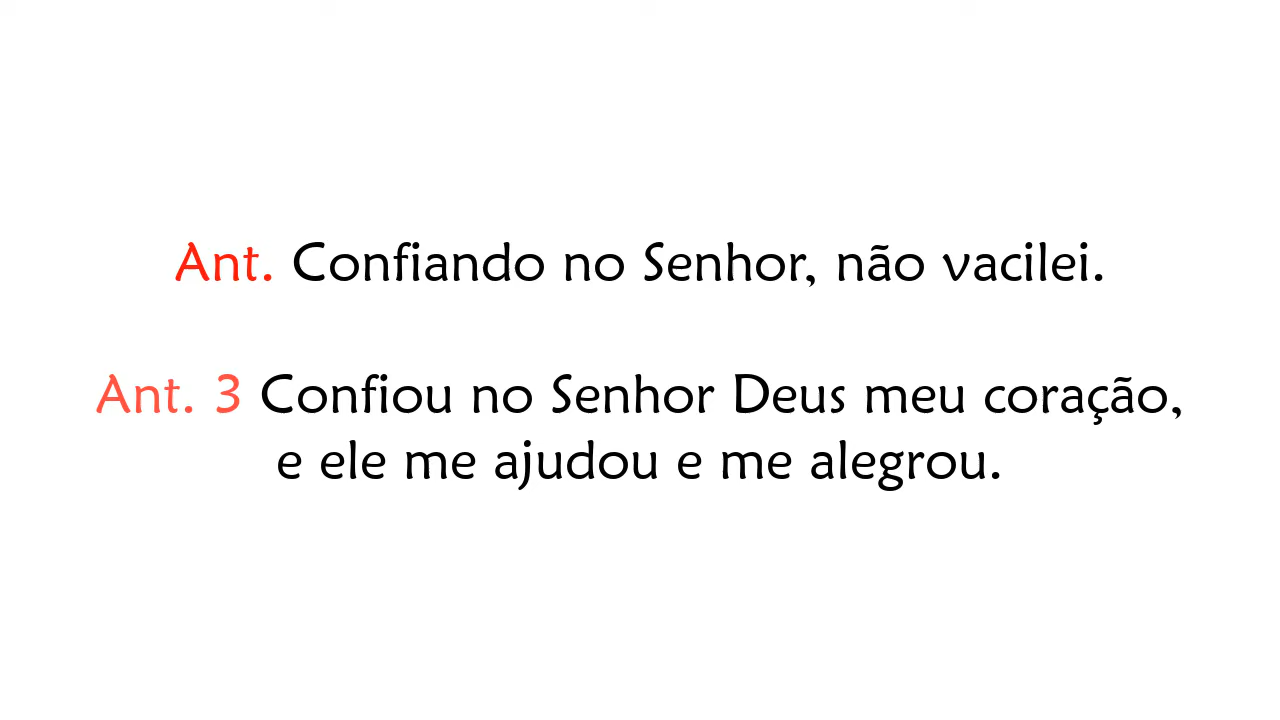 Ant. Confiando no Senhor, não vacilei.
Ant. 3 Confiou no Senhor Deus meu coração,
e ele me ajudou e me alegrou.